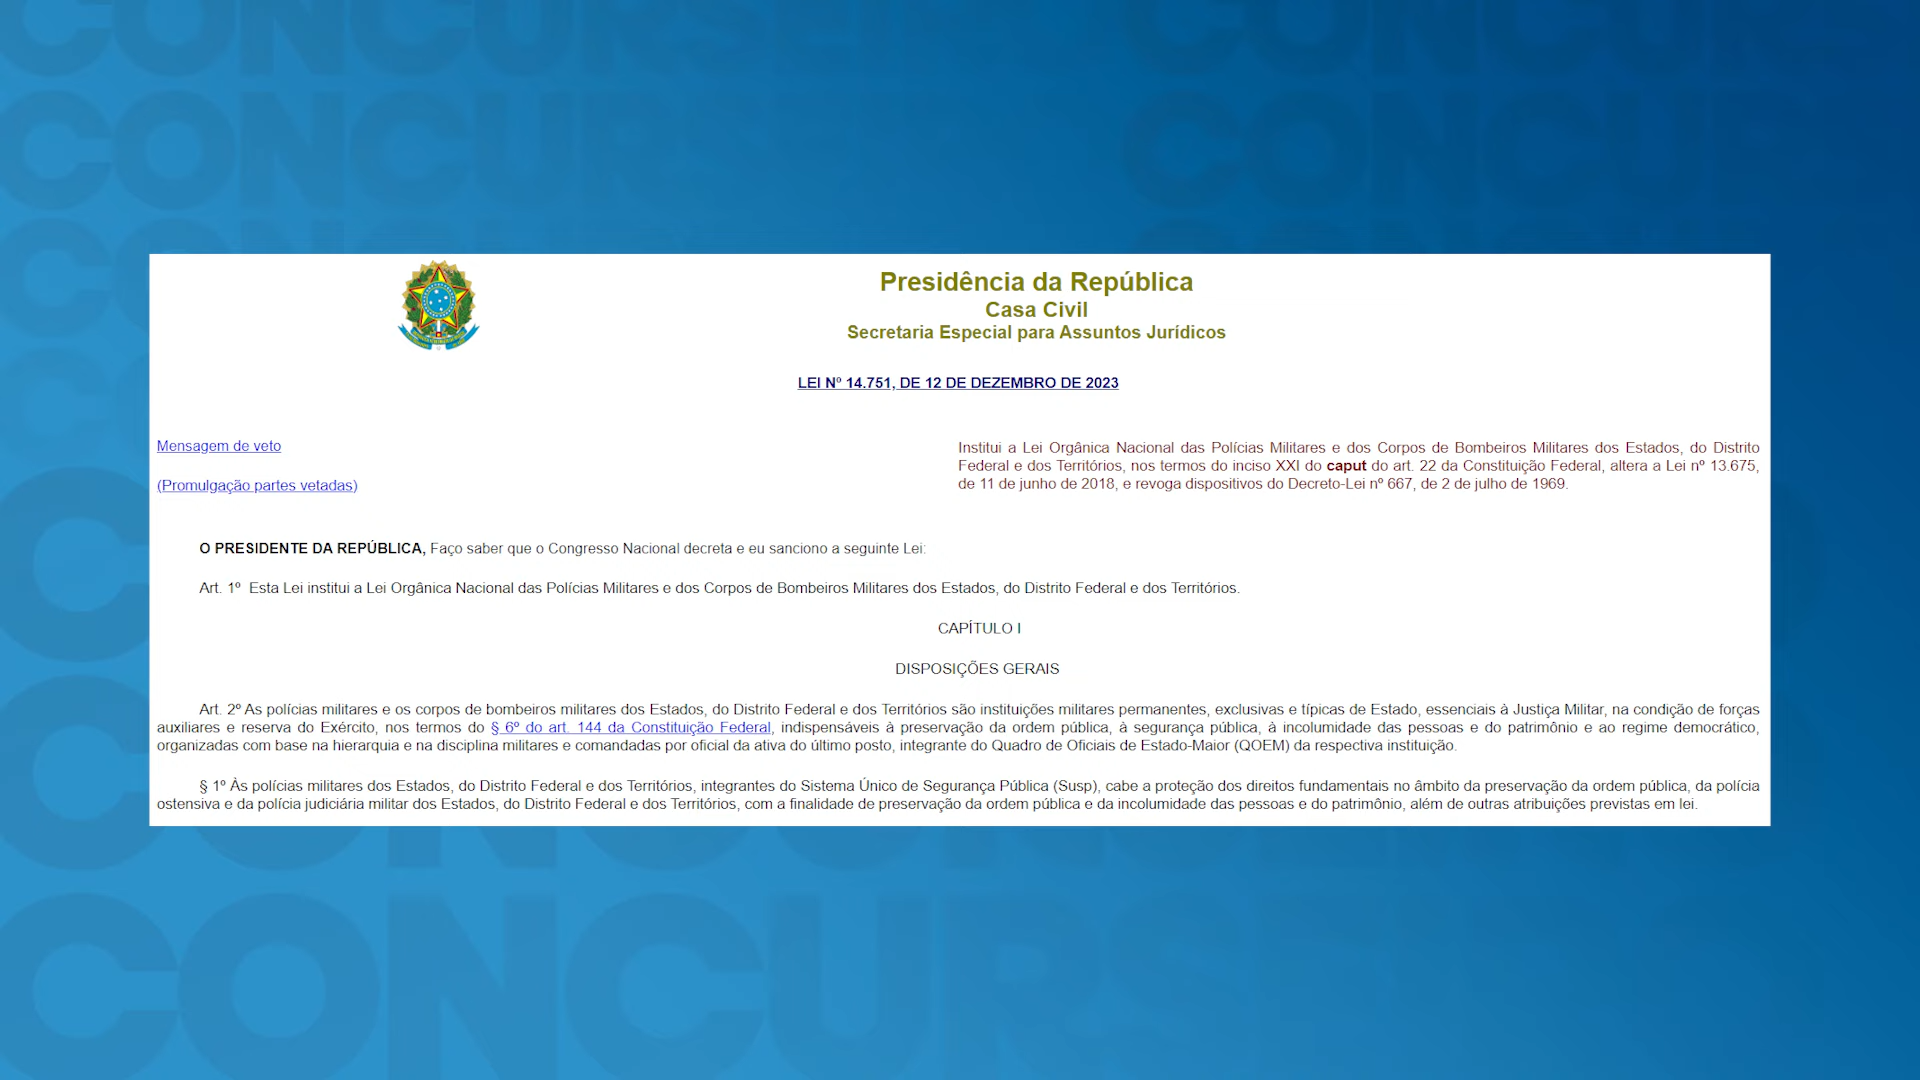 CONCURSE
CONCURSE
CONCURSE
CONCURSE
CONCURSE
Presidência da República
Casa Civil
Secretaria Especial para Assuntos Jurídicos
LEI Nº 14.751, DE 12 DE DEZEMBRO DE 2023
Mensagem de veto
(Promulgação partes vetadas)
Institui a Lei Orgânica Nacional das Polícias Militares e dos Corpos de Bombeiros Militares dos Estados, do Distrito
Federal e dos Territórios, nos termos do inciso XXI do caput do art. 22 da Constituição Federal, altera a Lei nº 13.675,
de 11 de junho de 2018, e revoga dispositivos do Decreto-Lei nº 667, de 2 de julho de 1969.
O PRESIDENTE DA REPÚBLICA, Faço saber que o Congresso Nacional decreta e eu sanciono a seguinte Lei:
Art. 1º Esta Lei institui a Lei Orgânica Nacional das Polícias Militares e dos Corpos de Bombeiros Militares dos Estados, do Distrito Federal e dos Territórios.
CAPÍTULO I
DISPOSIÇÕES GERAIS
Art. 2º As polícias militares e os corpos de bombeiros militares dos Estados, do Distrito Federal e dos Territórios são instituições militares permanentes, exclusivas e típicas de Estado, essenciais à Justiça Militar, na condição de forças
auxiliares e reserva do Exército, nos termos do § 6º do art. 144 da Constituição Federal, indispensáveis à preservação da ordem pública, à segurança pública, à incolumidade das pessoas e do patrimônio e ao regime democrático,
organizadas com base na hierarquia e na disciplina militares e comandadas por oficial da ativa do último posto, integrante do Quadro de Oficiais de Estado-Maior (QOEM) da respectiva instituição.
§ 1º Às polícias militares dos Estados, do Distrito Federal e dos Territórios, integrantes do Sistema Único de Segurança Pública (Susp), cabe a proteção dos direitos fundamentais no âmbito da preservação da ordem pública, da polícia
ostensiva e da polícia judiciária militar dos Estados, do Distrito Federal e dos Territórios, com a finalidade de preservação da ordem pública e da incolumidade das pessoas e do patrimônio, além de outras atribuições previstas em lei.
CONCURSE